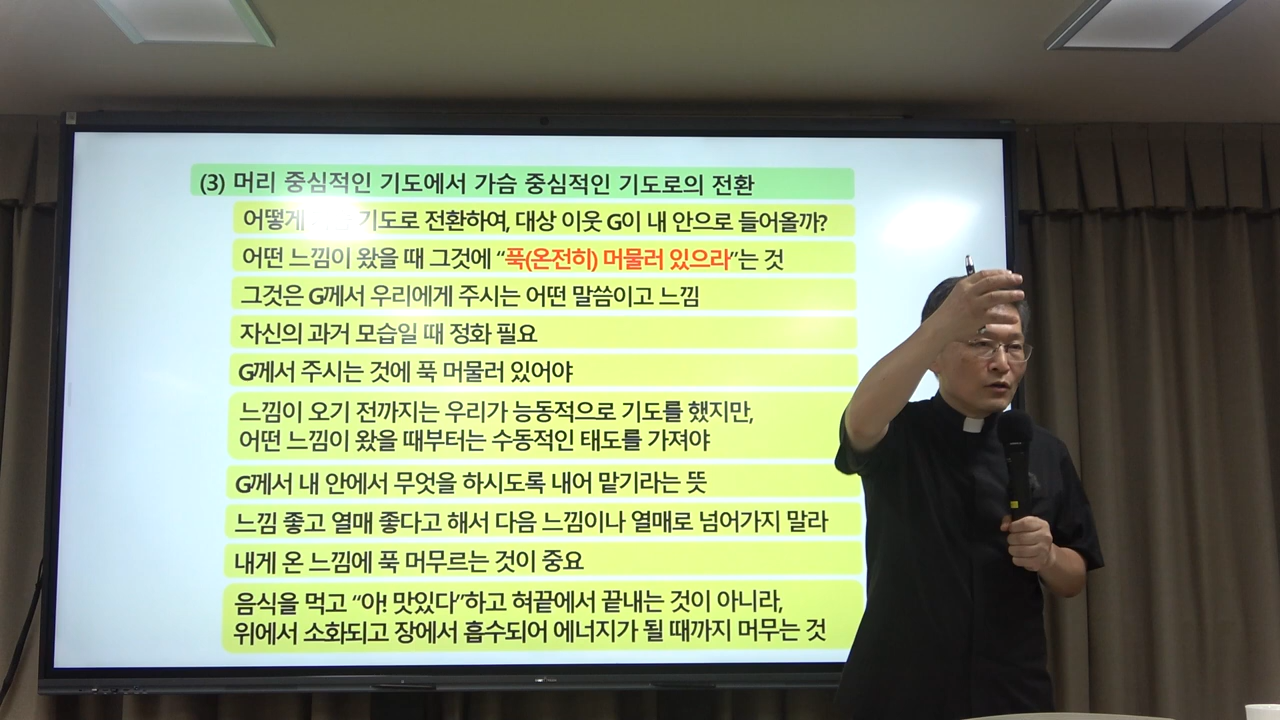 (3) 머리 중심적인 기도에서 가슴 중심적인 기도로의 전환
어떻게 기도로 전환하여, 대상 이웃 G이 내 안으로 들어올까?
어떤 느낌이 왔을 때 그것에 “푹(온전히) 머물러 있으라”는 것
그것은 G께서 우리에게 주시는 어떤 말씀이고 느낌
자신의 과거 모습일 때 정화 필요
G께서 주시는 것에 푹 머물러 있어야
느낌이 오기 전까지는 우리가 능동적으로 기도를 했지만,
어떤 느낌이 왔을 때부터는 수동적인 태도를 가져야
G께서 내 안에서 무엇을 하시도록 내어 맡기라는 뜻
느낌 좋고 열매 좋다고 해서 다음 느낌이나 열매로 넘어가지 말라
내게 온 느낌에 푹 머무르는 것이 중요
음식을 먹고 “아! 맛있다”하고 혀끝에서 끝내는 것이 아니라,
위에서 소화되고 장에서 흡수되어 에너지가 될 때까지 머무는 것